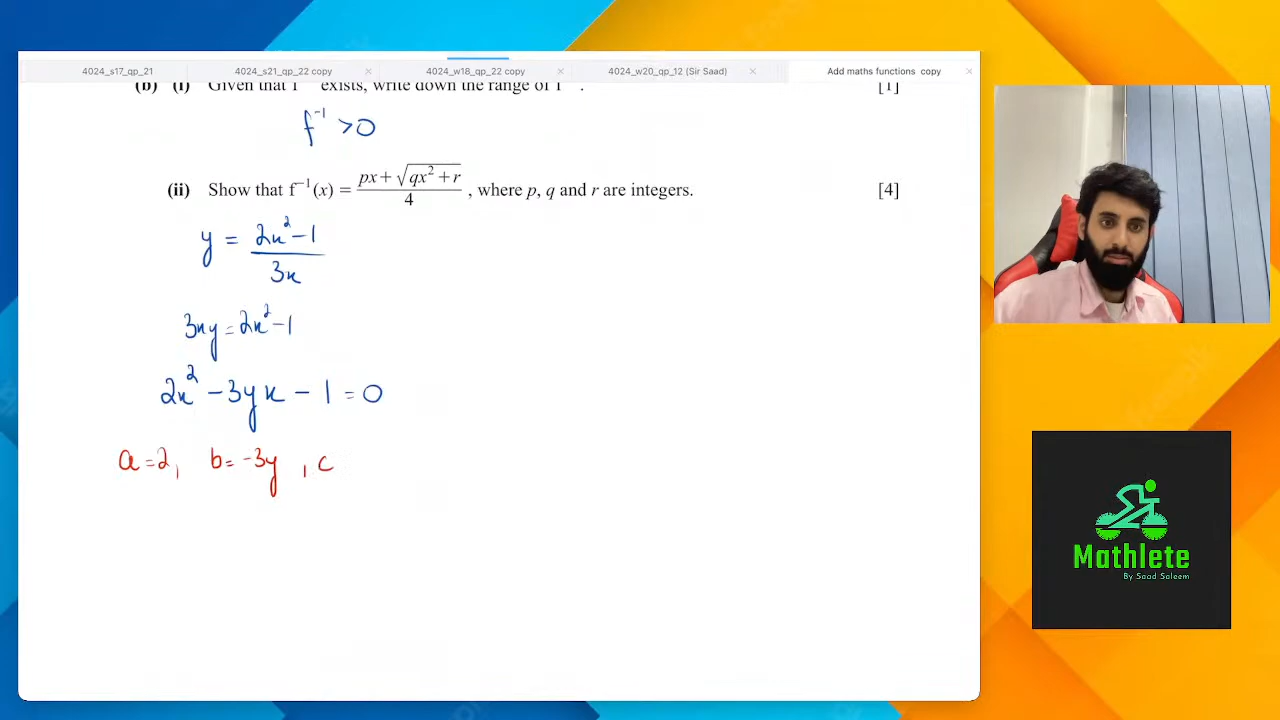 4024_s17_qp_21 4024_s21_qp_22 copy 4024_w18_qp_22 copy 4024_w20_qp_12 (Sir Saad) Add maths functions copy
(b) (i) Given that f⁻¹ exists, write down the range of f⁻¹. [1]
f⁻¹ >0
(ii) Show that f⁻¹(x) = (px + √(qx² + r))/4, where p, q and r are integers. [4]
y = (2x²-1)/3x
3xy = 2x²-1
2x² - 3yx - 1 = 0
a=2, b=-3y, c
Mathlete
By Saad Saleem